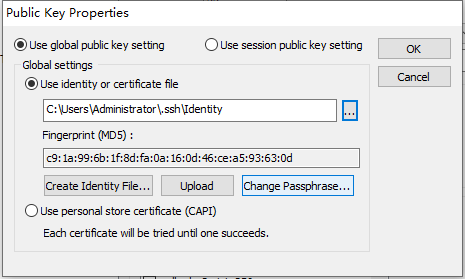 Public Key Properties
Use global public key setting
Use session public key setting
OK
Cancel
Global settings
Use identity or certificate file
C:\Users\Administrator\.ssh\Identity
...
Fingerprint (MD5) :
c9:1a:99:6b:1f:8d:fa:0a:16:0d:46:ce:a5:93:63:0d
Create Identity File...
Upload
Change Passphrase...
Use personal store certificate (CAPI)
Each certificate will be tried until one succeeds.